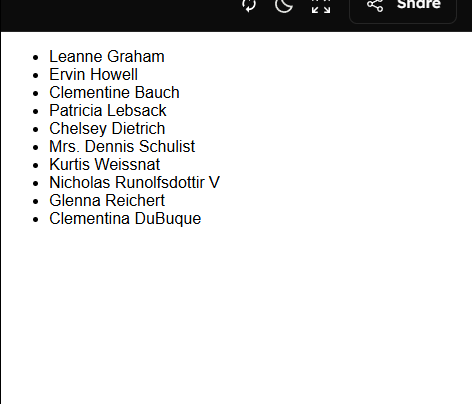 Share
Leanne Graham
Ervin Howell
Clementine Bauch
Patricia Lebsack
Chelsey Dietrich
Mrs. Dennis Schulist
Kurtis Weissnat
Nicholas Runolfsdottir V
Glenna Reichert
Clementina DuBuque